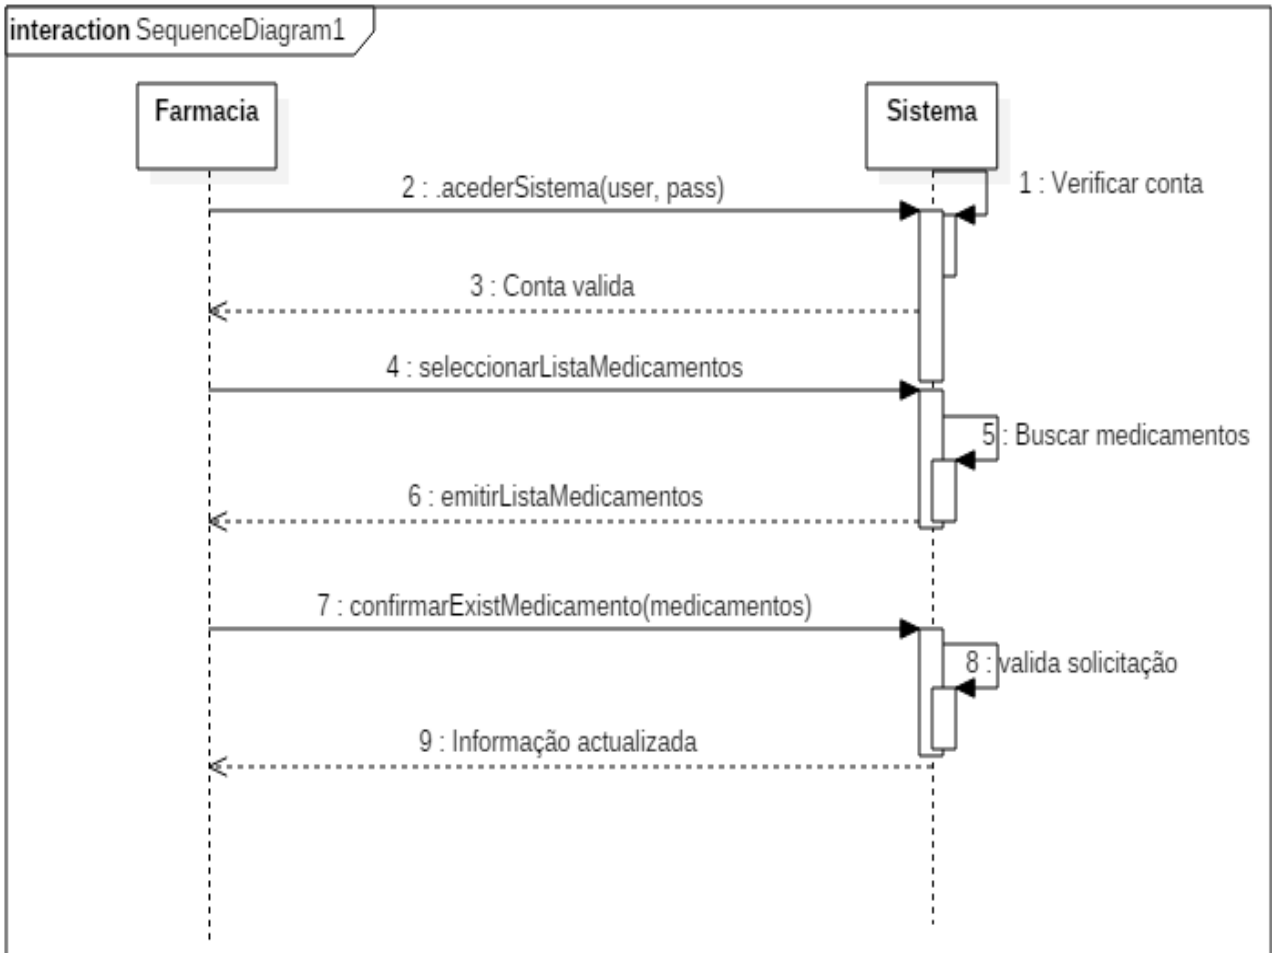 interaction SequenceDiagram1
Farmacia
Sistema
1 : Verificar conta
2 : .acederSistema(user, pass)
3 : Conta valida
4 : seleccionarListaMedicamentos
5 : Buscar medicamentos
6 : emitirListaMedicamentos
7 : confirmarExistMedicamento(medicamentos)
8 : valida solicitação
9 : Informação actualizada